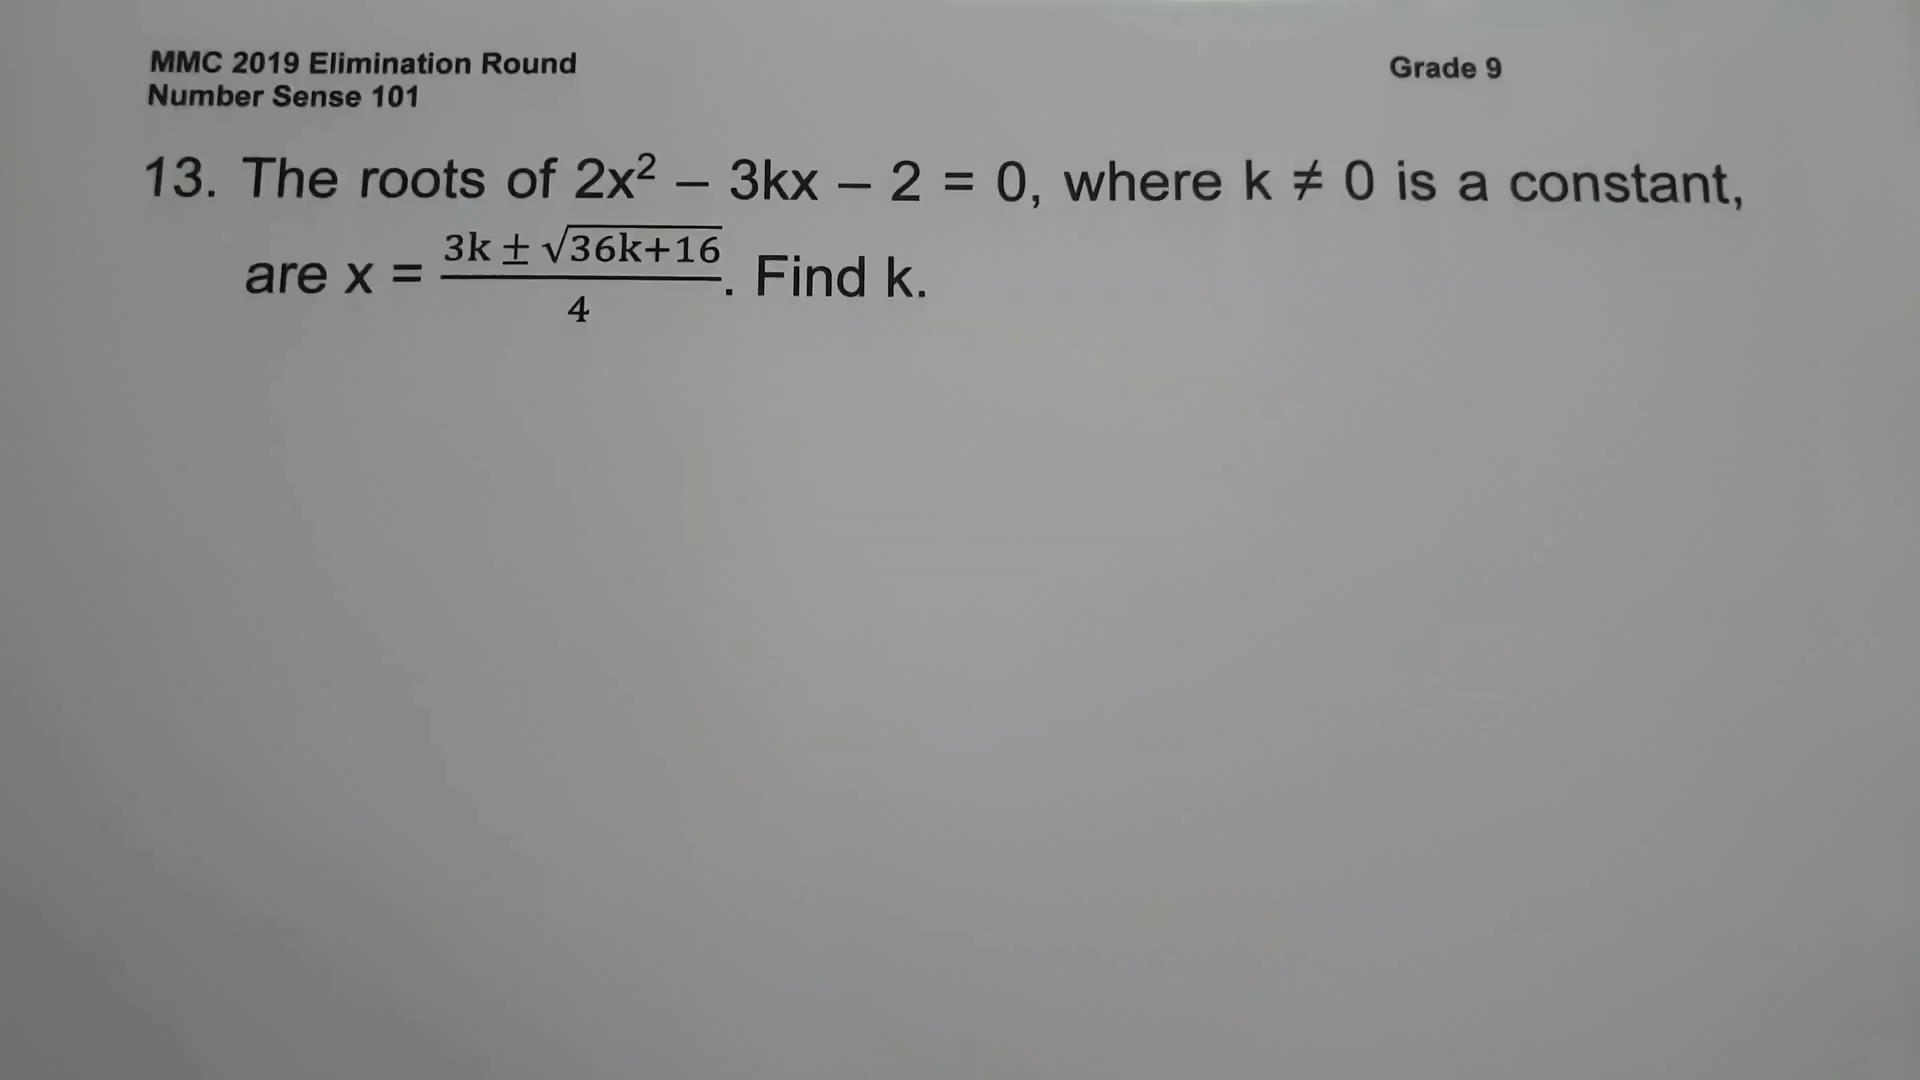 MMC 2019 Elimination Round
Grade 9
Number Sense 101
13. The roots of 2x² – 3kx – 2 = 0, where k ≠ 0 is a constant,
are x = (3k ± √(36k+16))/4. Find k.